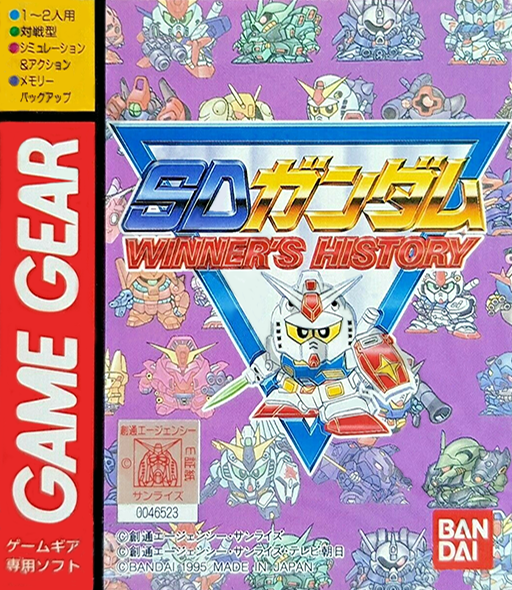 ●1～2人用
●対戦型
●シミュレーション
&アクション
●メモリー
バックアップ
GAME GEAR
ゲームギア
専用ソフト
SDガンダム
WINNER'S HISTORY
創通エージェンシー
©
E証紙
サンライズ
0046523
©創通エージェンシー・サンライズ
©創通エージェンシー・サンライズ・テレビ朝日
©BANDAI 1995 MADE IN JAPAN
BAN
DAI